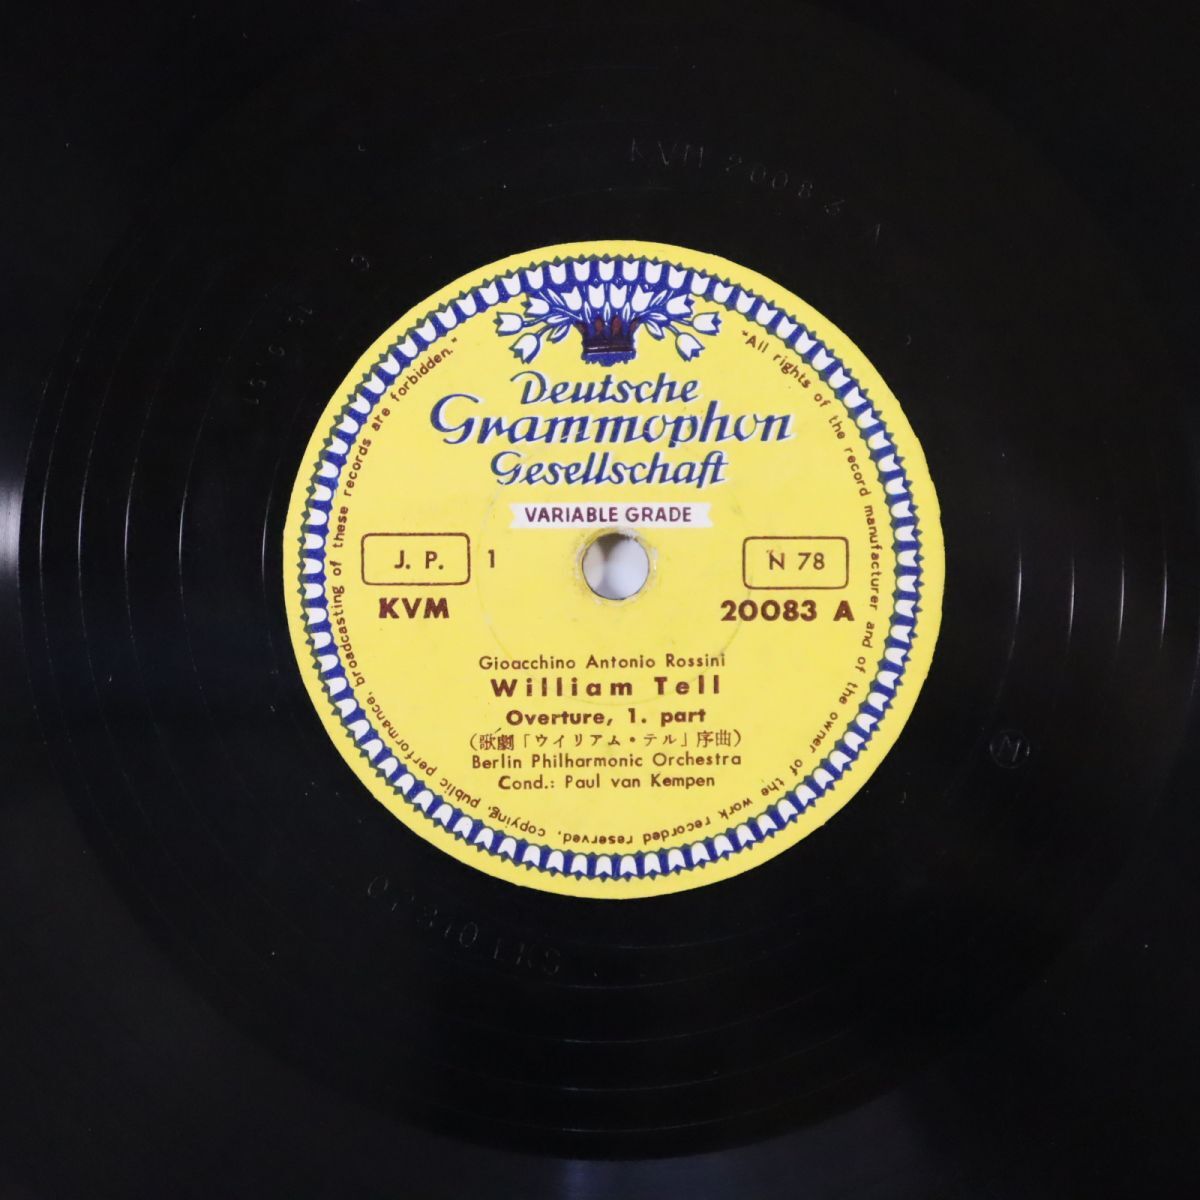 Deutsche
Grammophon
Gesellschaft
VARIABLE GRADE
J. P. 1
N 78
KVM
20083 A
Gioacchino Antonio Rossini
William Tell
Overture, 1. part
(歌劇「ウイリアム・テル」序曲)
Berlin Philharmonic Orchestra
Cond.: Paul van Kempen
"All rights of the record manufacturer and of the owner of the work recorded reserved, copying, public performance, broadcasting of these records are forbidden."
M